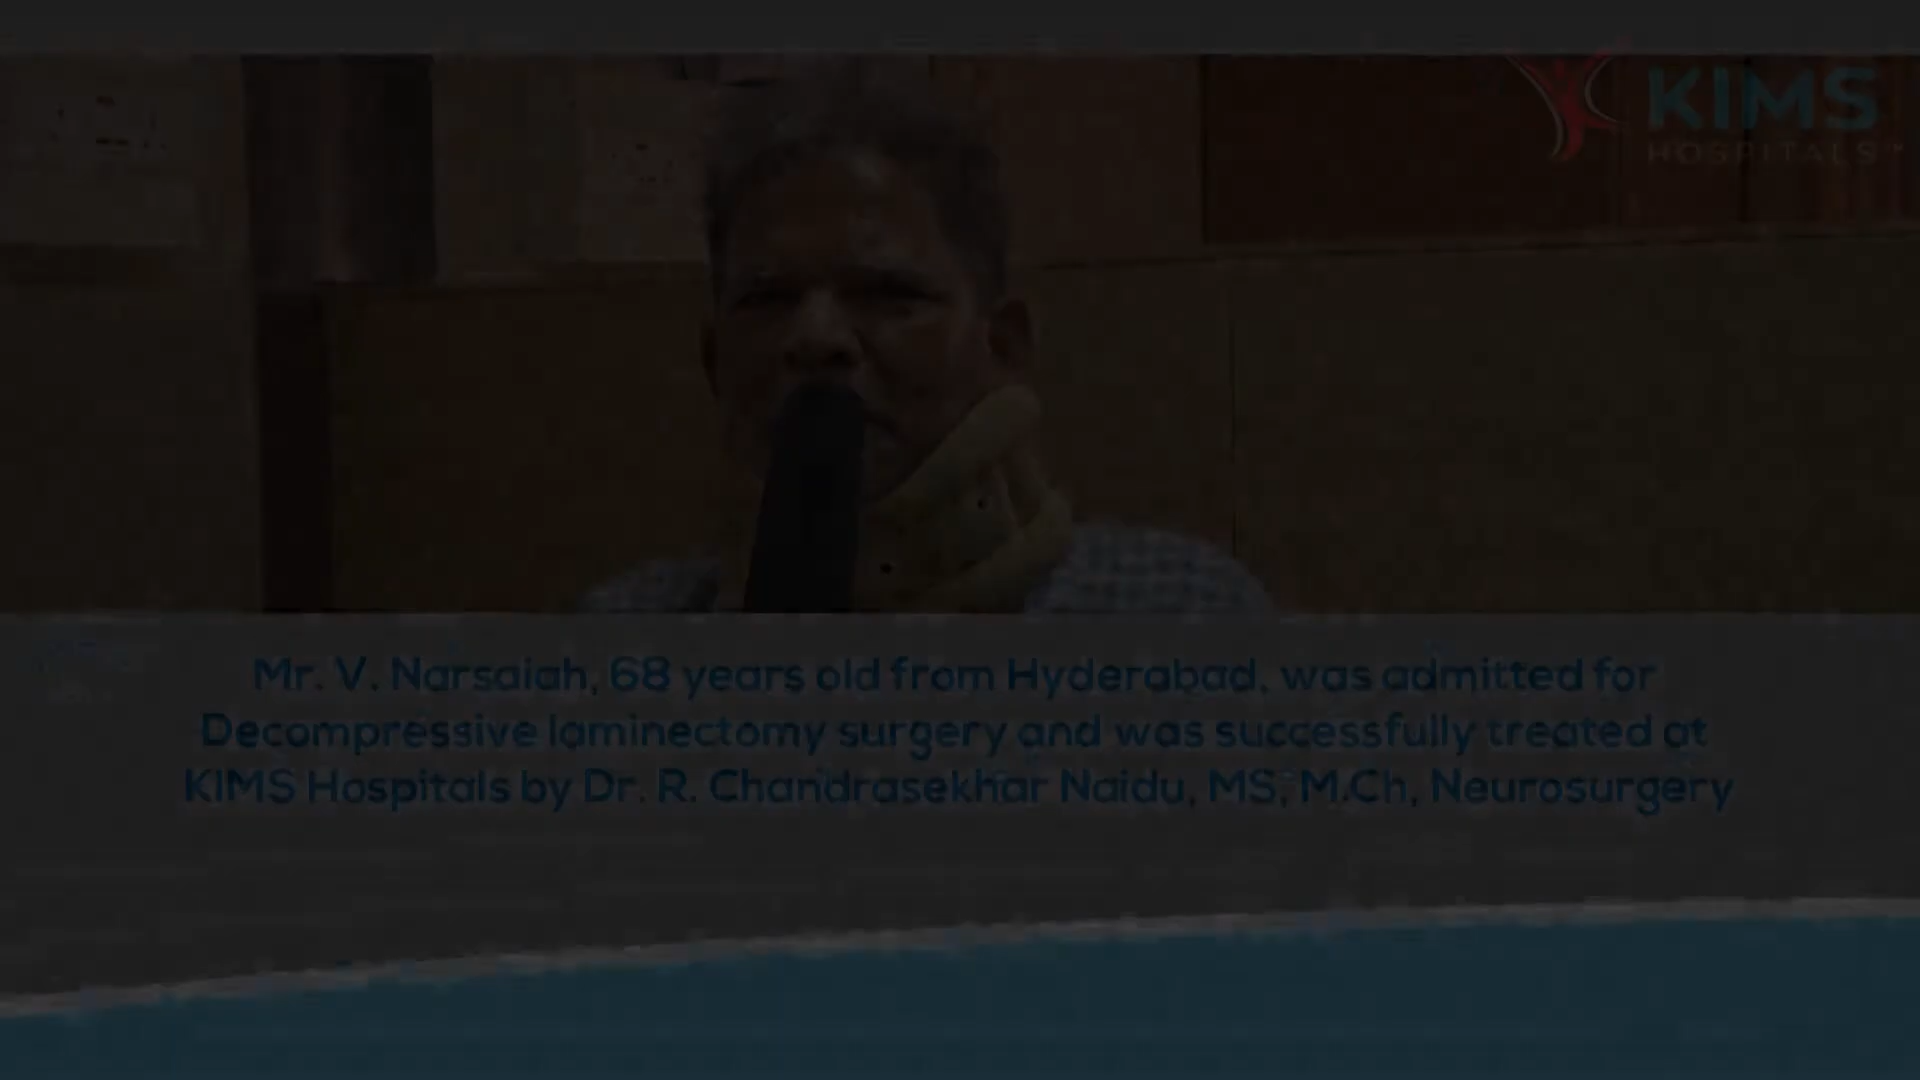 KIMS
HOSPITALS™
Mr. V. Narsaiah, 68 years old from Hyderabad, was admitted for
Decompressive laminectomy surgery and was successfully treated at
KIMS Hospitals by Dr. R. Chandrasekhar Naidu, MS, M.Ch, Neurosurgery